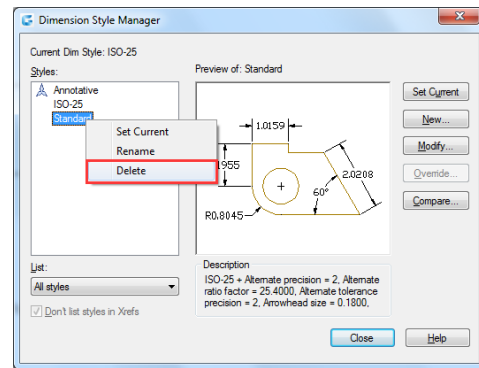 Dimension Style Manager
Current Dim Style: ISO-25
Styles:
Annotative
ISO-25
Standard
Set Current
Rename
Delete
Preview of: Standard
1.0159
1955
2.0208
60°
R0.8045
Set Current
New...
Modify...
Override...
Compare...
List:
All styles
Don't list styles in Xrefs
Description
ISO-25 + Alternate precision = 2, Alternate
ratio factor = 25.4000, Alternate tolerance
precision = 2, Arrowhead size = 0.1800,
Close
Help